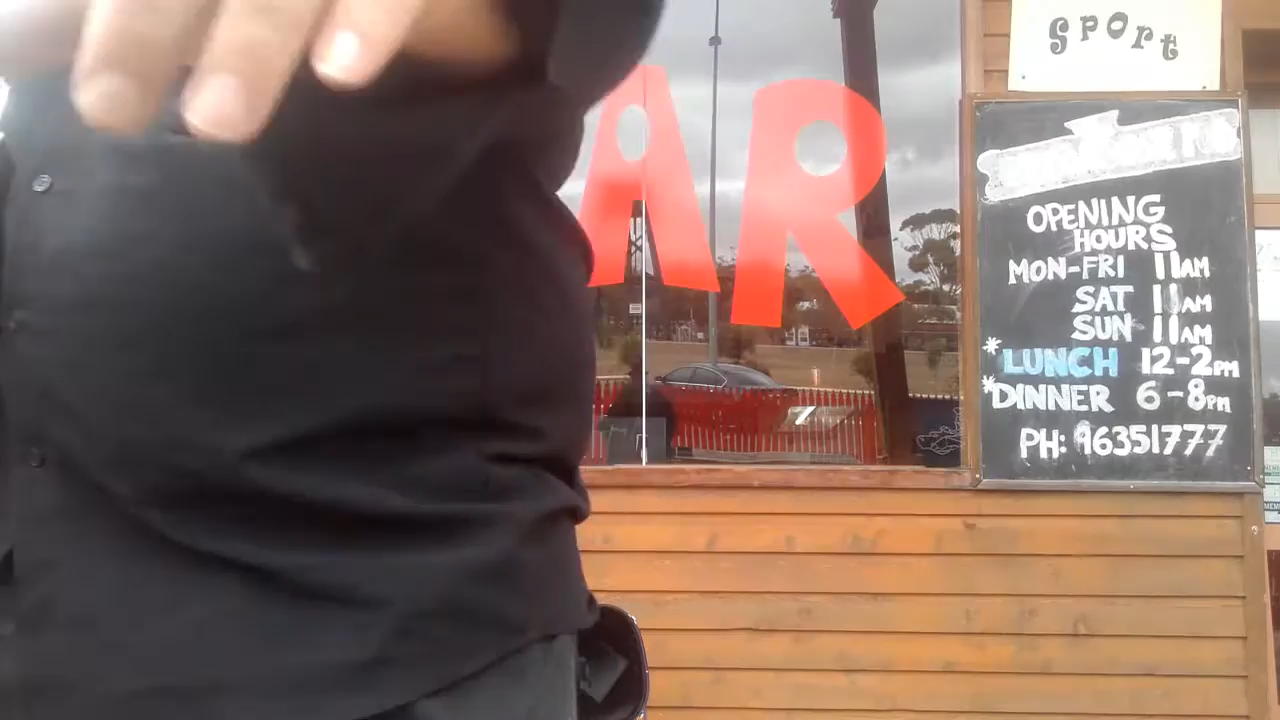 AR
Sport
OPENING
HOURS
MON-FRI 11AM
SAT 11AM
SUN 11AM
*LUNCH 12-2PM
*DINNER 6-8PM
PH: 96351777